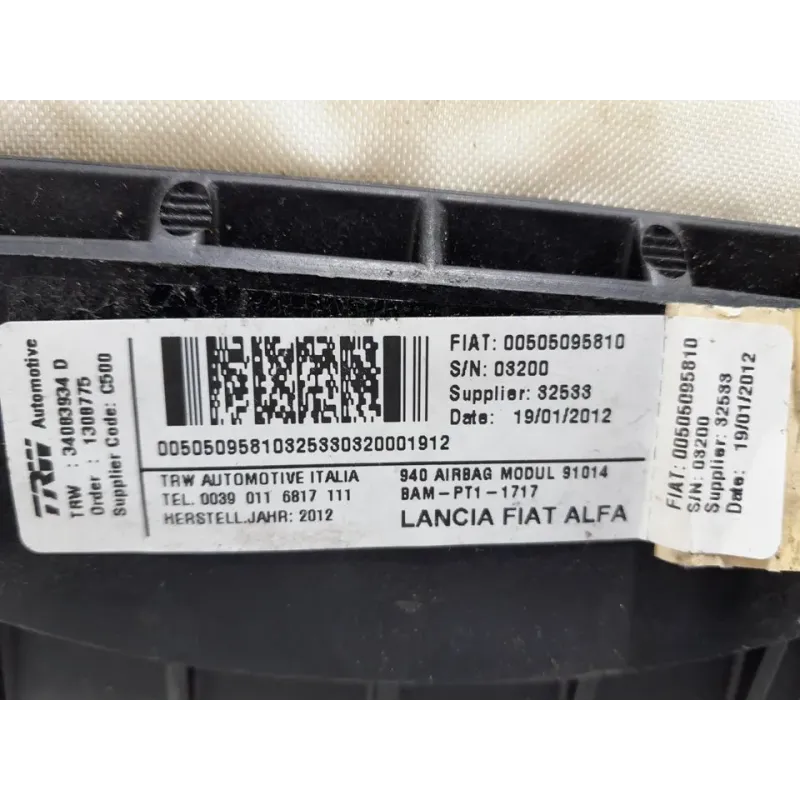 TRW Automotive
TRW : 34083934 D
Order : 1308775
Supplier Code: C500
FIAT: 00505095810
S/N: 03200
Supplier: 32533
Date: 19/01/2012
00505095810325330320001912
TRW AUTOMOTIVE ITALIA
TEL. 0039 011 6817 111
HERSTELL.JAHR: 2012
940 AIRBAG MODUL 91014
BAM-PT1-1717
LANCIA FIAT ALFA
FIAT: 00505095810
S/N: 03200
Supplier: 32533
Date: 19/01/2012